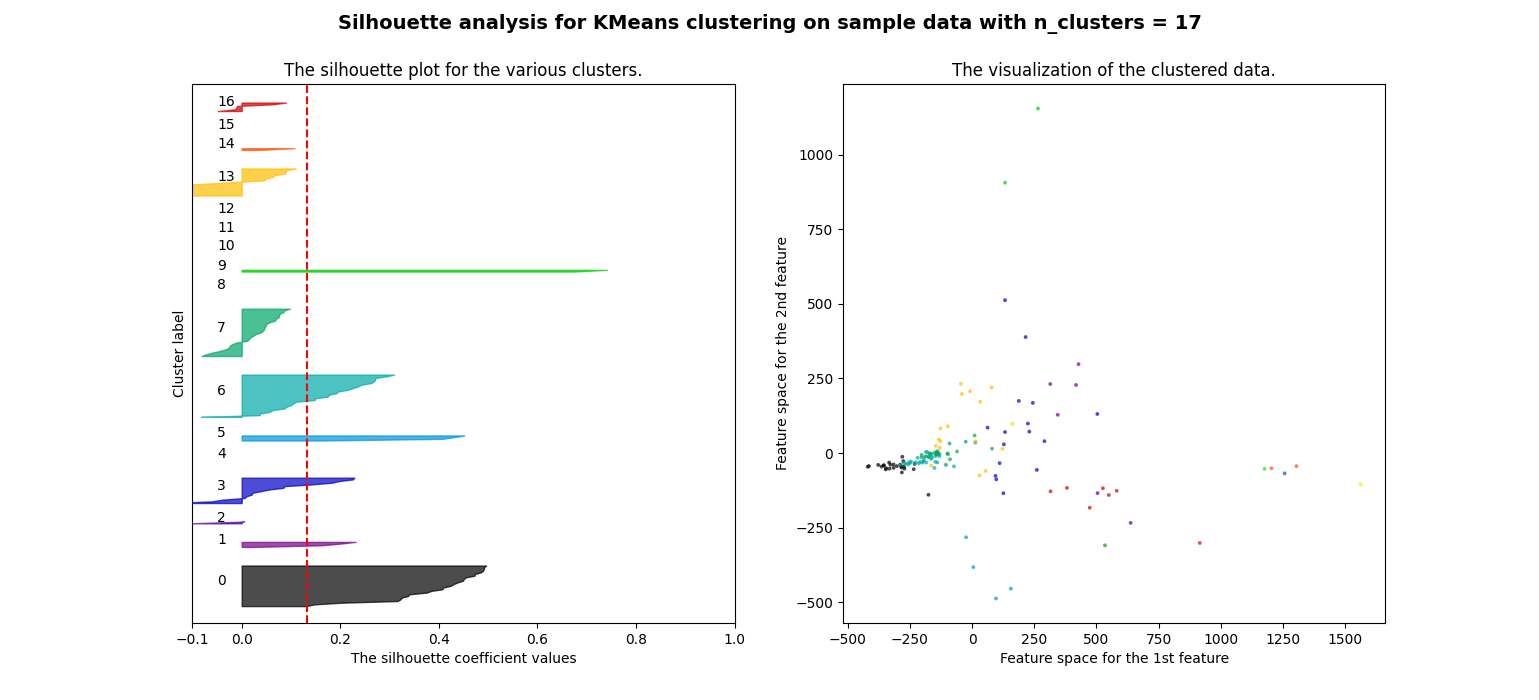 Silhouette analysis for KMeans clustering on sample data with n_clusters = 17
The silhouette plot for the various clusters.
16
15
14
13
12
11
10
9
8
7
6
5
4
3
2
1
0
Cluster label
−0.1 0.0 0.2 0.4 0.6 0.8 1.0
The silhouette coefficient values
The visualization of the clustered data.
1000
750
500
250
0
−250
−500
Feature space for the 2nd feature
−500 −250 0 250 500 750 1000 1250 1500
Feature space for the 1st feature